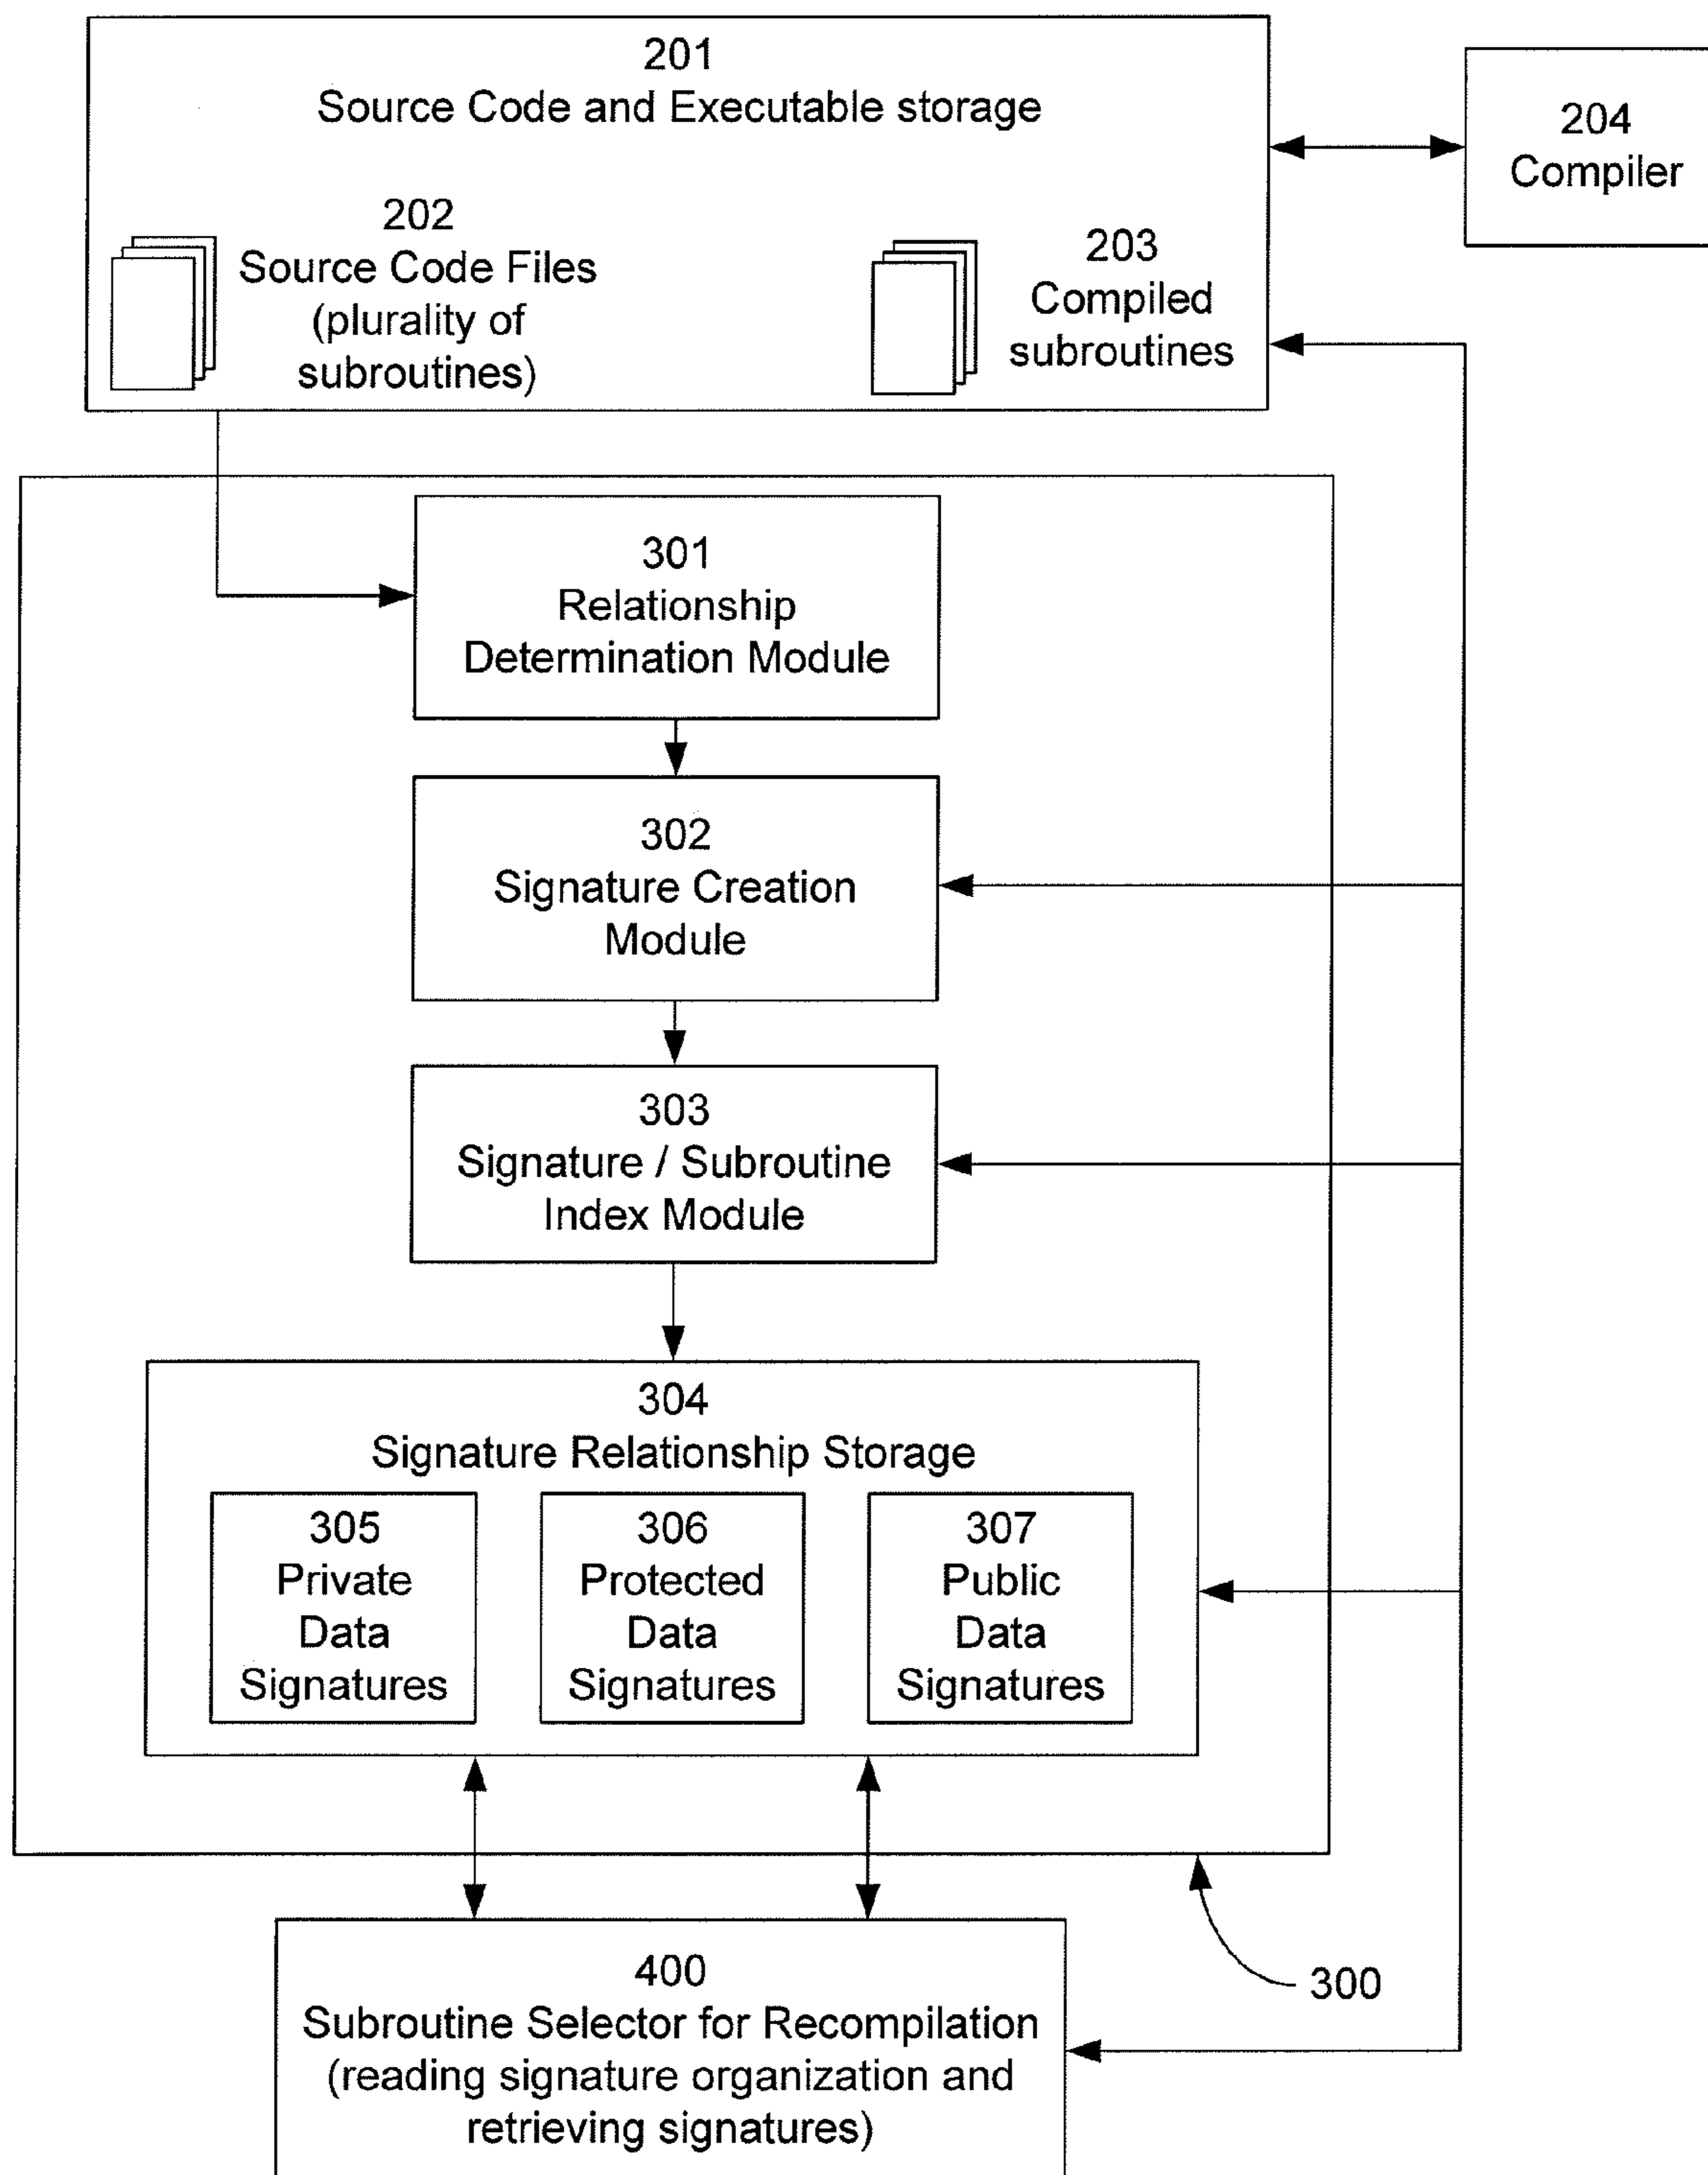 201
Source Code and Executable storage
204
Compiler
202
Source Code Files
(plurality of
subroutines)
203
Compiled
subroutines
301
Relationship
Determination Module
302
Signature Creation
Module
303
Signature / Subroutine
Index Module
304
Signature Relationship Storage
305
Private
Data
Signatures
306
Protected
Data
Signatures
307
Public
Data
Signatures
300
400
Subroutine Selector for Recompilation
(reading signature organization and
retrieving signatures)